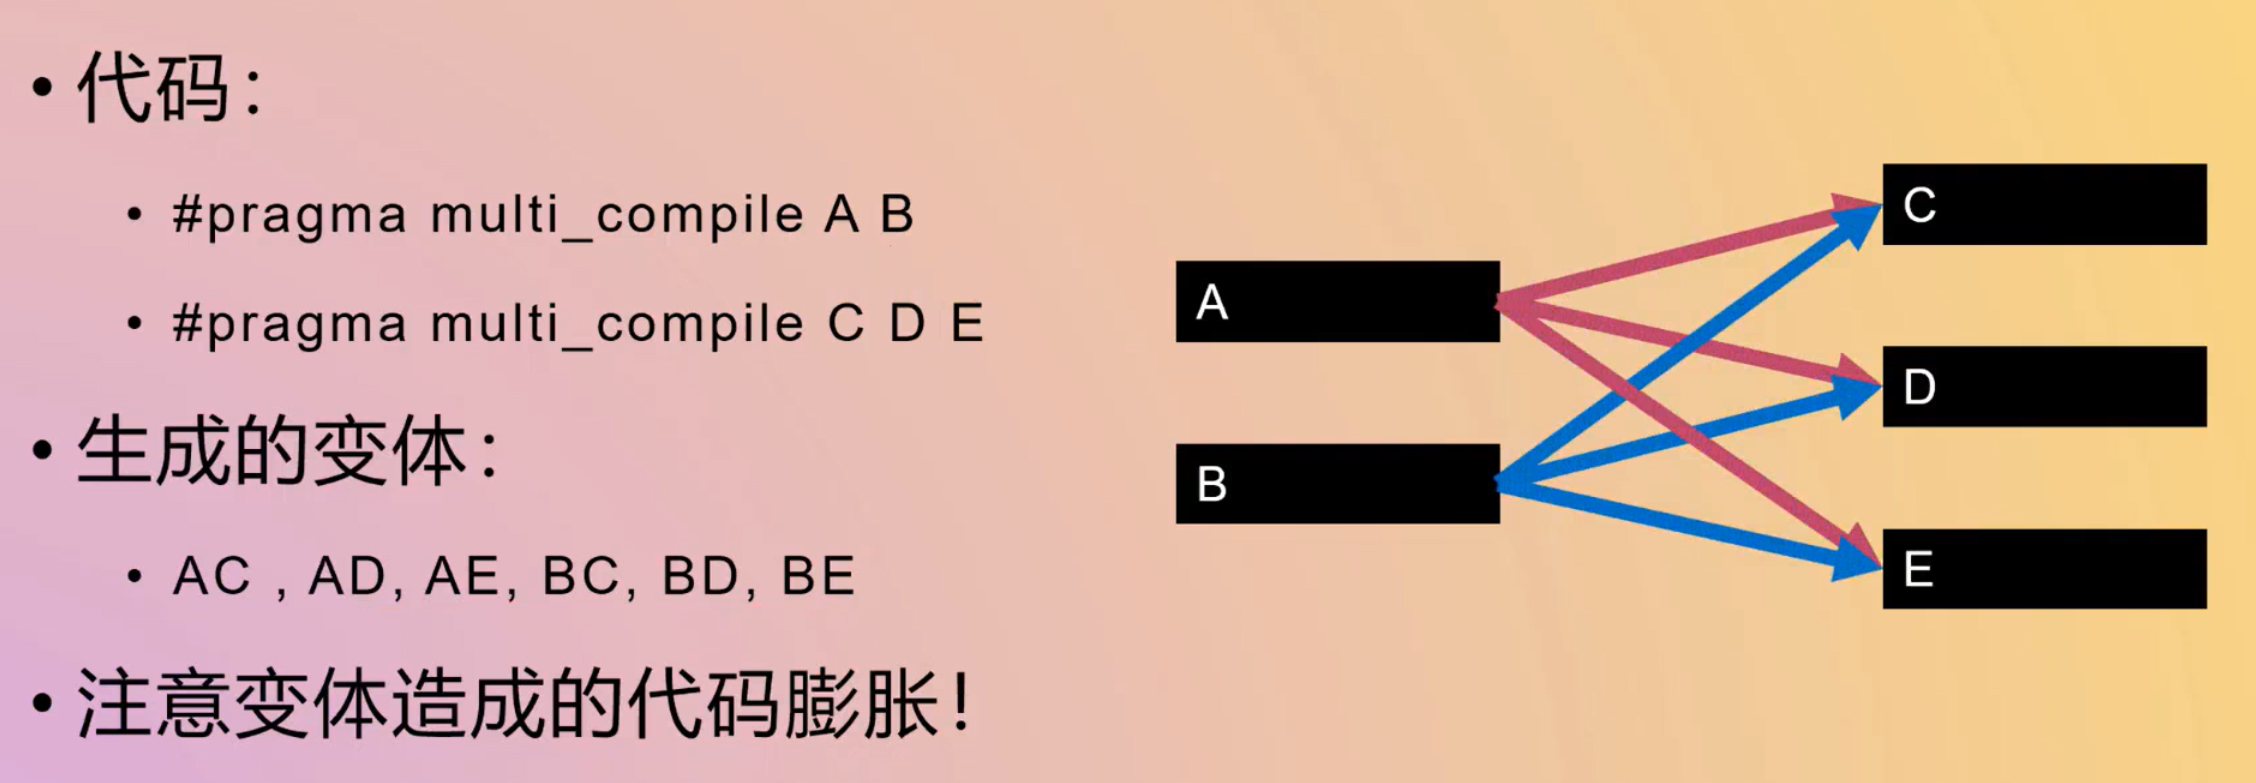 • 代码：
• #pragma multi_compile A B
• #pragma multi_compile C D E
• 生成的变体：
• AC , AD, AE, BC, BD, BE
• 注意变体造成的代码膨胀！
A
B
C
D
E